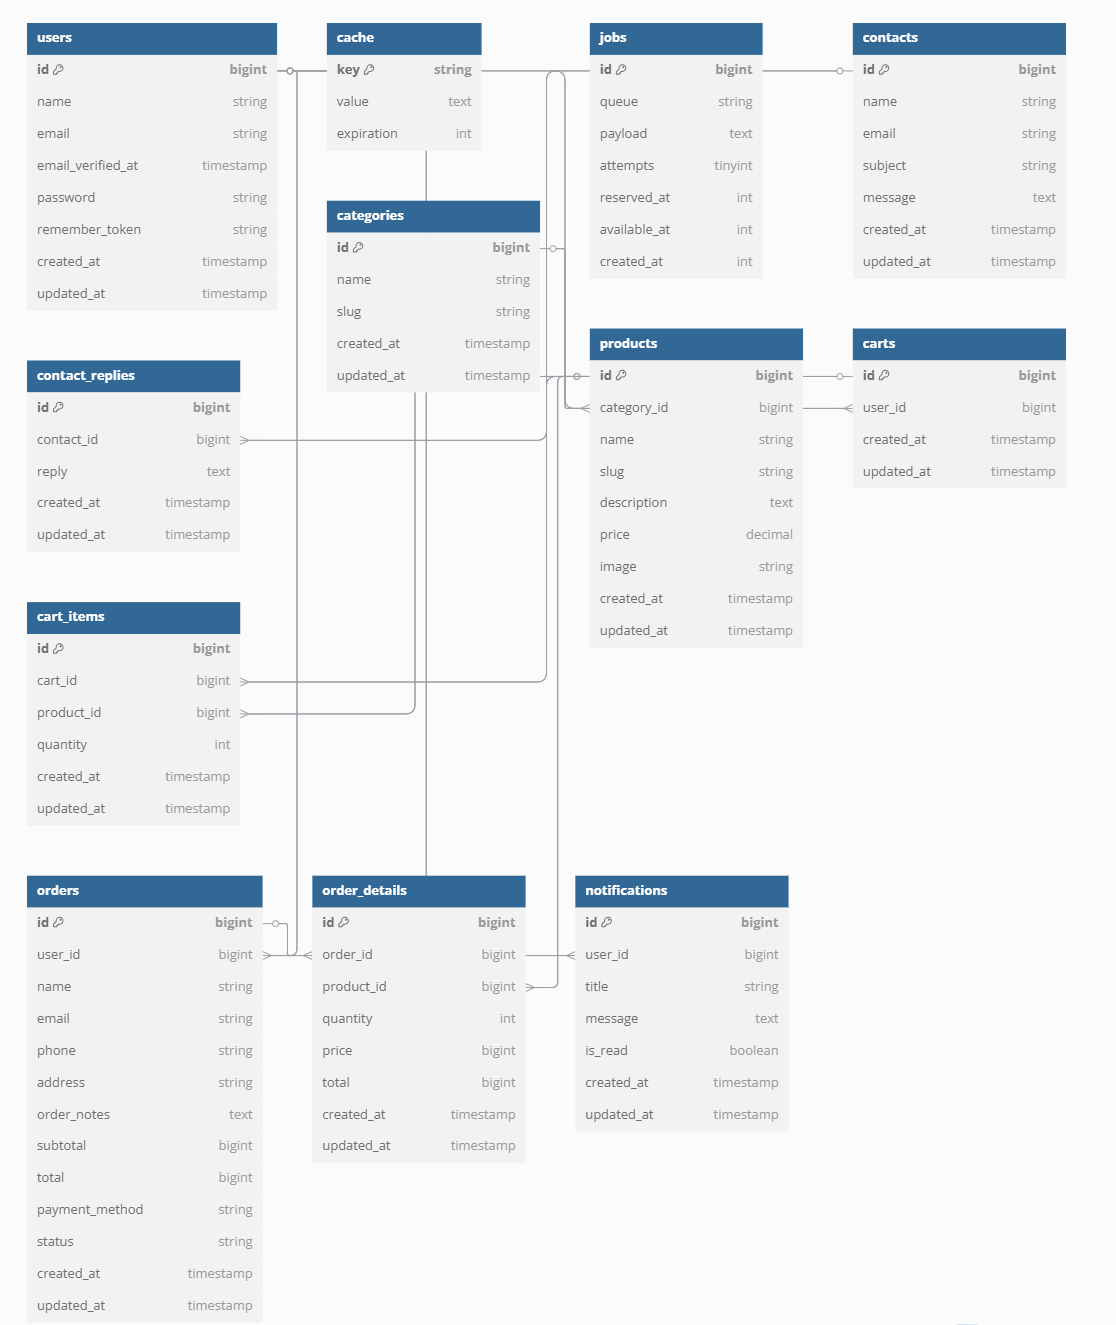 users
id bigint
name string
email string
email_verified_at timestamp
password string
remember_token string
created_at timestamp
updated_at timestamp
cache
key string
value text
expiration int
jobs
id bigint
queue string
payload text
attempts tinyint
reserved_at int
available_at int
created_at int
contacts
id bigint
name string
email string
subject string
message text
created_at timestamp
updated_at timestamp
categories
id bigint
name string
slug string
created_at timestamp
updated_at timestamp
products
id bigint
category_id bigint
name string
slug string
description text
price decimal
image string
created_at timestamp
updated_at timestamp
carts
id bigint
user_id bigint
created_at timestamp
updated_at timestamp
contact_replies
id bigint
contact_id bigint
reply text
created_at timestamp
updated_at timestamp
cart_items
id bigint
cart_id bigint
product_id bigint
quantity int
created_at timestamp
updated_at timestamp
orders
id bigint
user_id bigint
name string
email string
phone string
address string
order_notes text
subtotal bigint
total bigint
payment_method string
status string
created_at timestamp
updated_at timestamp
order_details
id bigint
order_id bigint
product_id bigint
quantity int
price bigint
total bigint
created_at timestamp
updated_at timestamp
notifications
id bigint
user_id bigint
title string
message text
is_read boolean
created_at timestamp
updated_at timestamp